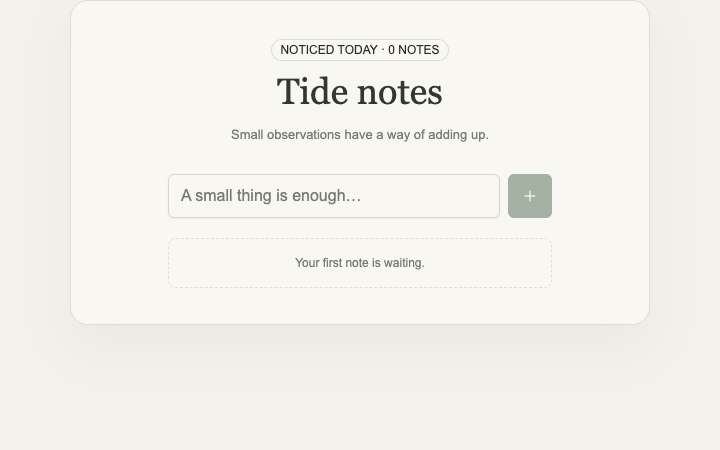 NOTICED TODAY · 0 NOTES
Tide notes
Small observations have a way of adding up.
A small thing is enough…
+
Your first note is waiting.